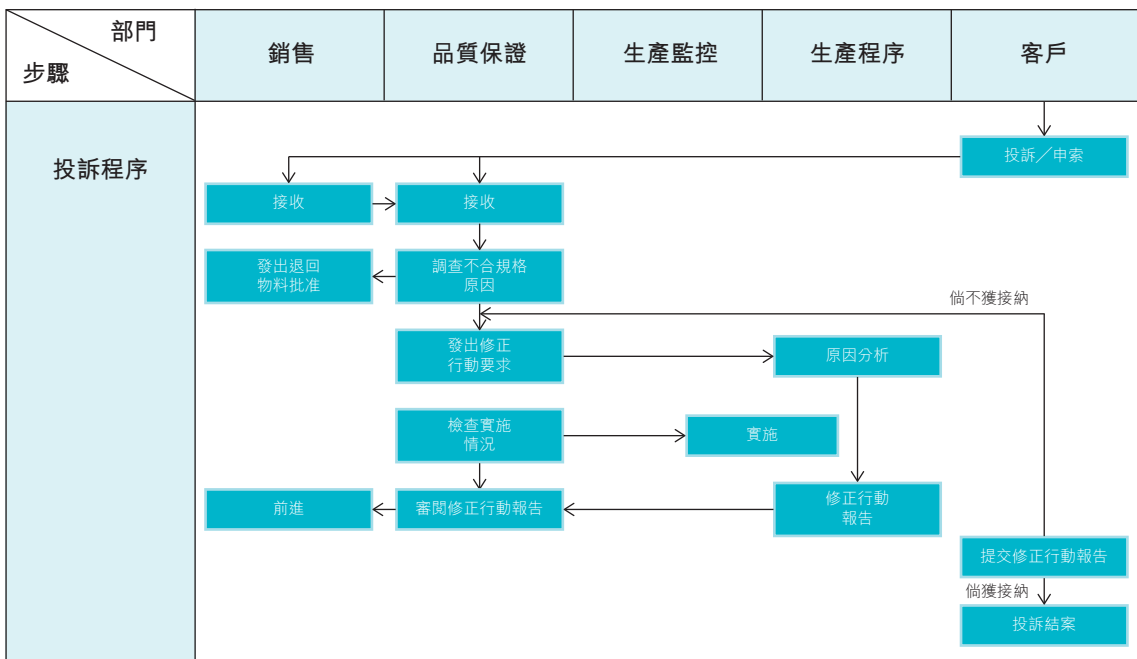 部門
步驟
銷售
品質保證
生產監控
生產程序
客戶
投訴程序
投訴／申索
接收
接收
發出退回
物料批准
調查不合規格
原因
倘不獲接納
發出修正
行動要求
原因分析
檢查實施
情況
實施
前進
審閱修正行動報告
修正行動
報告
提交修正行動報告
倘獲接納
投訴結案